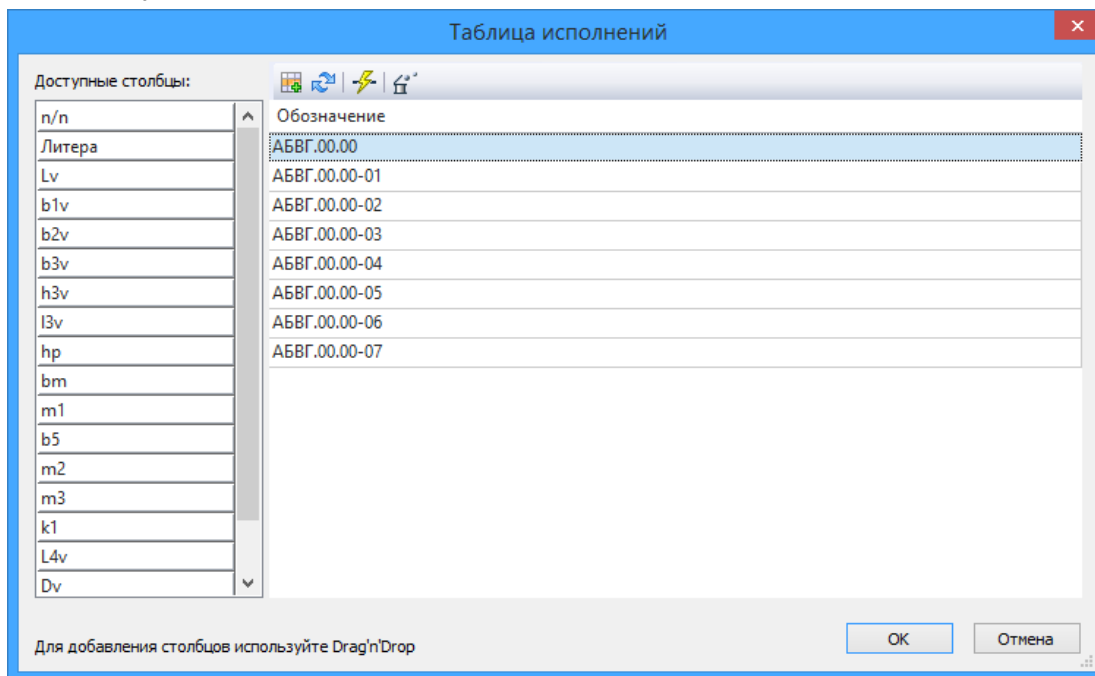 Таблица исполнений
Доступные столбцы:
п/п
Литера
Lv
b1v
b2v
b3v
h3v
l3v
hp
bm
m1
b5
m2
m3
k1
L4v
Dv
Обозначение
АБВГ.00.00
АБВГ.00.00-01
АБВГ.00.00-02
АБВГ.00.00-03
АБВГ.00.00-04
АБВГ.00.00-05
АБВГ.00.00-06
АБВГ.00.00-07
Для добавления столбцов используйте Drag'n'Drop
OK
Отмена